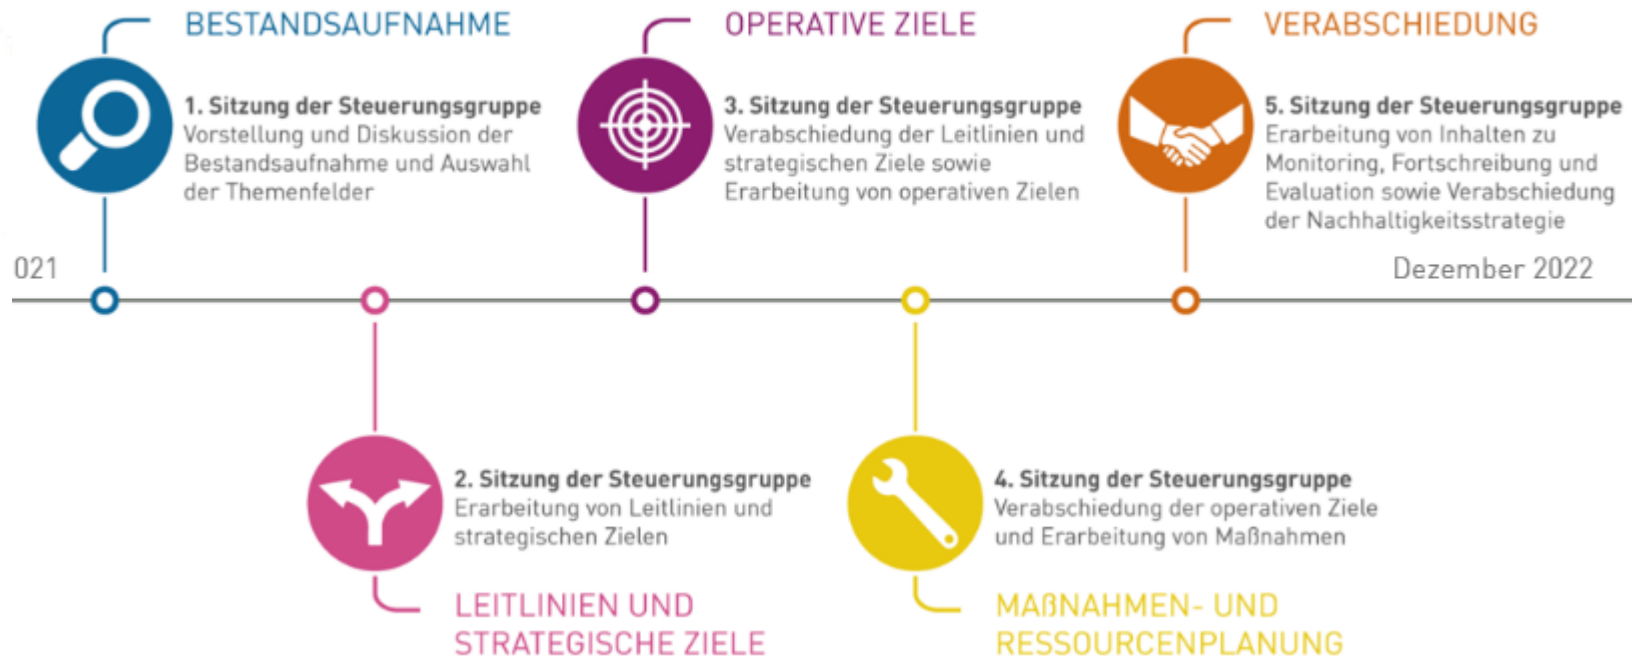 BESTANDSAUFNAHME
1. Sitzung der Steuerungsgruppe
Vorstellung und Diskussion der
Bestandsaufnahme und Auswahl
der Themenfelder
OPERATIVE ZIELE
3. Sitzung der Steuerungsgruppe
Verabschiedung der Leitlinien und
strategischen Ziele sowie
Erarbeitung von operativen Zielen
VERABSCHIEDUNG
5. Sitzung der Steuerungsgruppe
Erarbeitung von Inhalten zu
Monitoring, Fortschreibung und
Evaluation sowie Verabschiedung
der Nachhaltigkeitsstrategie
021
Dezember 2022
2. Sitzung der Steuerungsgruppe
Erarbeitung von Leitlinien und
strategischen Zielen
LEITLINIEN UND
STRATEGISCHE ZIELE
4. Sitzung der Steuerungsgruppe
Verabschiedung der operativen Ziele
und Erarbeitung von Maßnahmen
MAßNAHMEN- UND
RESSOURCENPLANUNG